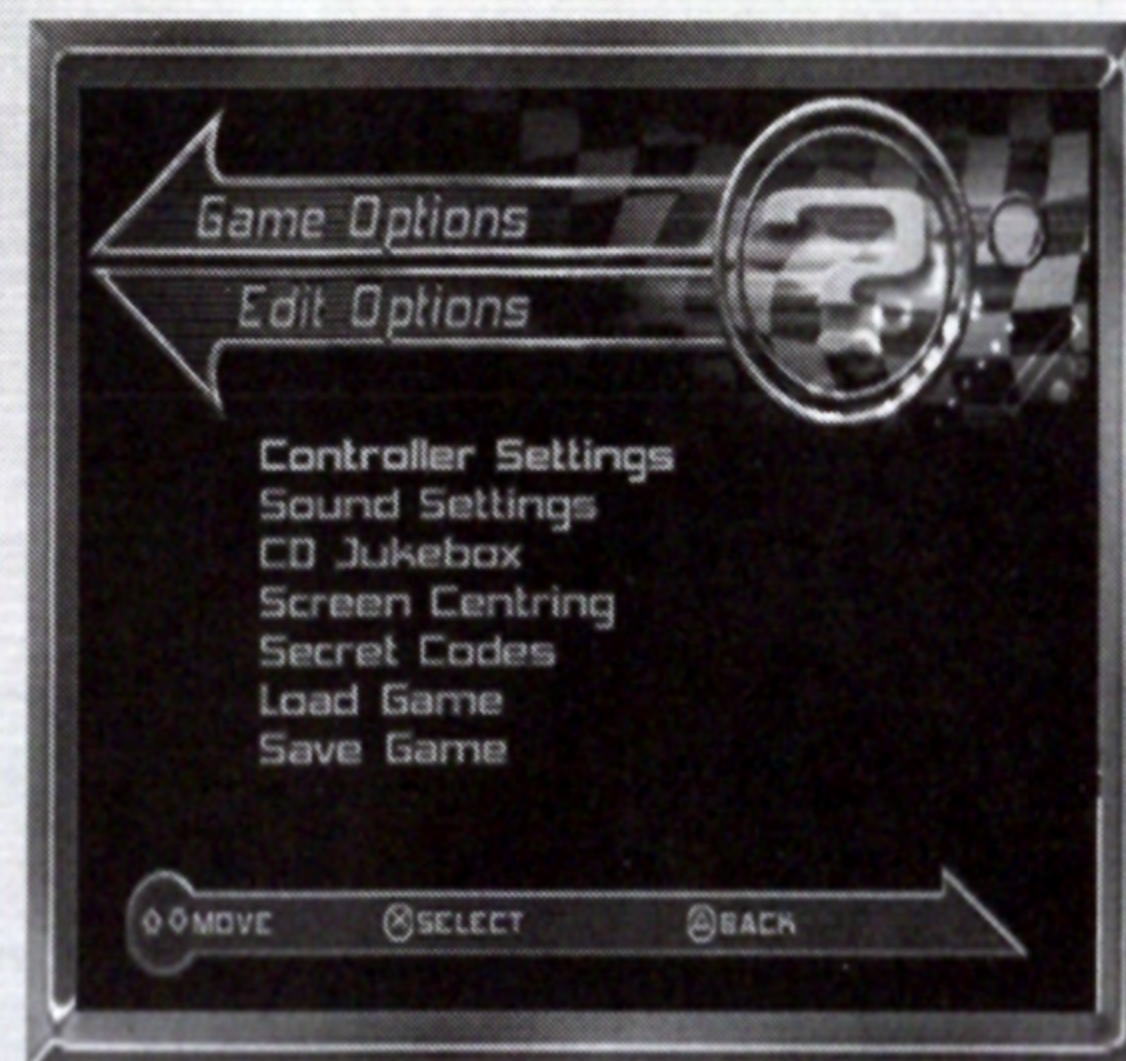 Game Options
Edit Options
Controller Settings
Sound Settings
CD Jukebox
Screen Centring
Secret Codes
Load Game
Save Game
MOVE SELECT BACK